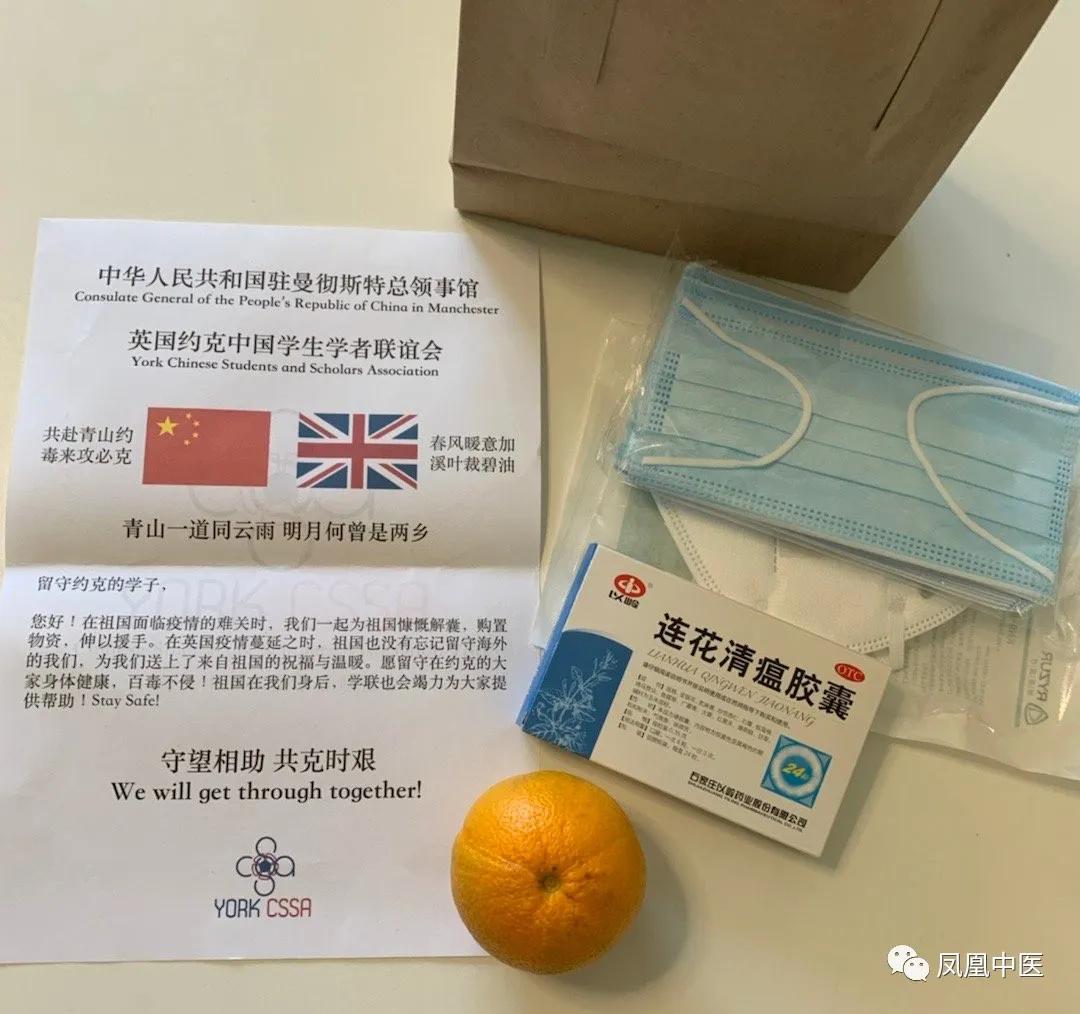 中华人民共和国驻曼彻斯特总领事馆
Consulate General of the People's Republic of China in Manchester
英国约克中国学生学者联谊会
York Chinese Students and Scholars Association
共赴青山约
毒来攻必克
春风暖意加
溪叶裁碧油
青山一道同云雨 明月何曾是两乡
留守约克的学子，
您好！在祖国面临疫情的难关时，我们一起为祖国慷慨解囊，购置
物资，伸以援手。在英国疫情蔓延之时，祖国也没有忘记留守海外
的我们，为我们送上了来自祖国的祝福与温暖。愿留守在约克的大
家身体健康，百毒不侵！祖国在我们身后，学联也会竭力为大家提
供帮助！Stay Safe!
守望相助 共克时艰
We will get through together!
YORK CSSA
以岭
连花清瘟胶囊
OTC
LIANHUA QINGWEN JIAONANG
24
石家庄以岭药业股份有限公司
RYZUR
凤凰中医